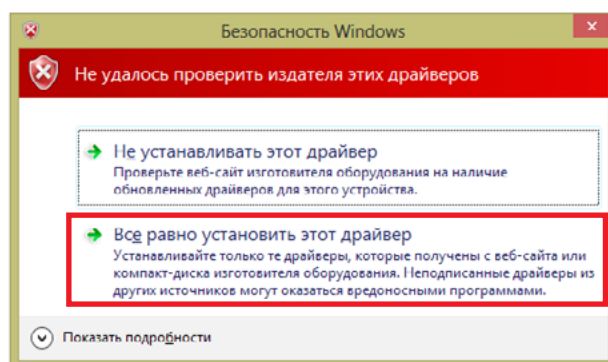 Безопасность Windows
Не удалось проверить издателя этих драйверов
Не устанавливать этот драйвер
Проверьте веб-сайт изготовителя оборудования на наличие
обновленных драйверов для этого устройства.
Все равно установить этот драйвер
Устанавливайте только те драйверы, которые получены с веб-сайта или
компакт-диска изготовителя оборудования. Неподписанные драйверы из
других источников могут оказаться вредоносными программами.
Показать подробности